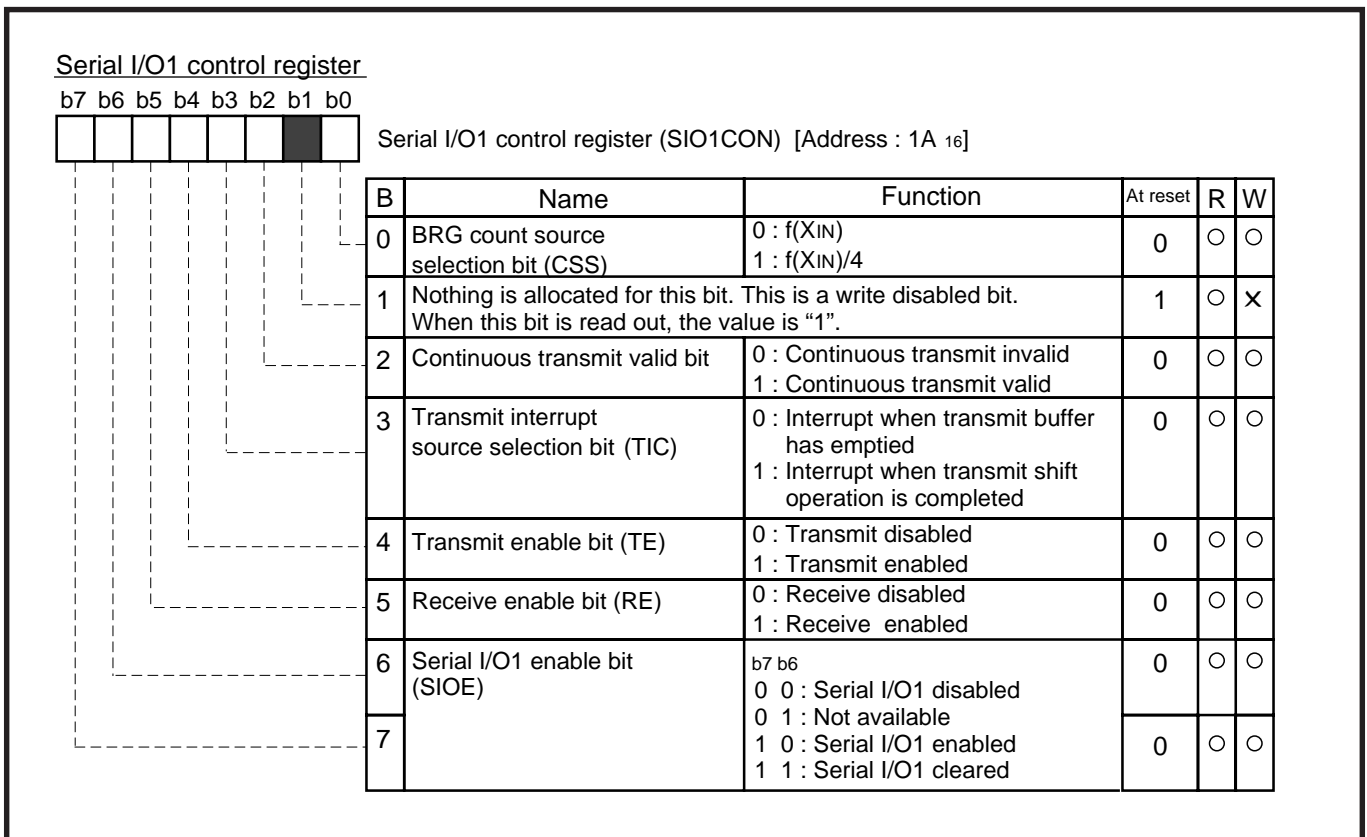 Serial I/O1 control register
b7 b6 b5 b4 b3 b2 b1 b0
Serial I/O1 control register (SIO1CON) [Address : 1A 16]
B Name Function At reset R W
0 BRG count source selection bit (CSS) 0 : f(XIN) 0 ○ ○
1 : f(XIN)/4
1 Nothing is allocated for this bit. This is a write disabled bit. 1 ○ ×
When this bit is read out, the value is “1”.
2 Continuous transmit valid bit 0 : Continuous transmit invalid 0 ○ ○
1 : Continuous transmit valid
3 Transmit interrupt source selection bit (TIC) 0 : Interrupt when transmit buffer 0 ○ ○
has emptied
1 : Interrupt when transmit shift
operation is completed
4 Transmit enable bit (TE) 0 : Transmit disabled 0 ○ ○
1 : Transmit enabled
5 Receive enable bit (RE) 0 : Receive disabled 0 ○ ○
1 : Receive enabled
6 Serial I/O1 enable bit (SIOE) b7 b6 0 ○ ○
0 0 : Serial I/O1 disabled
0 1 : Not available
7 1 0 : Serial I/O1 enabled 0 ○ ○
1 1 : Serial I/O1 cleared